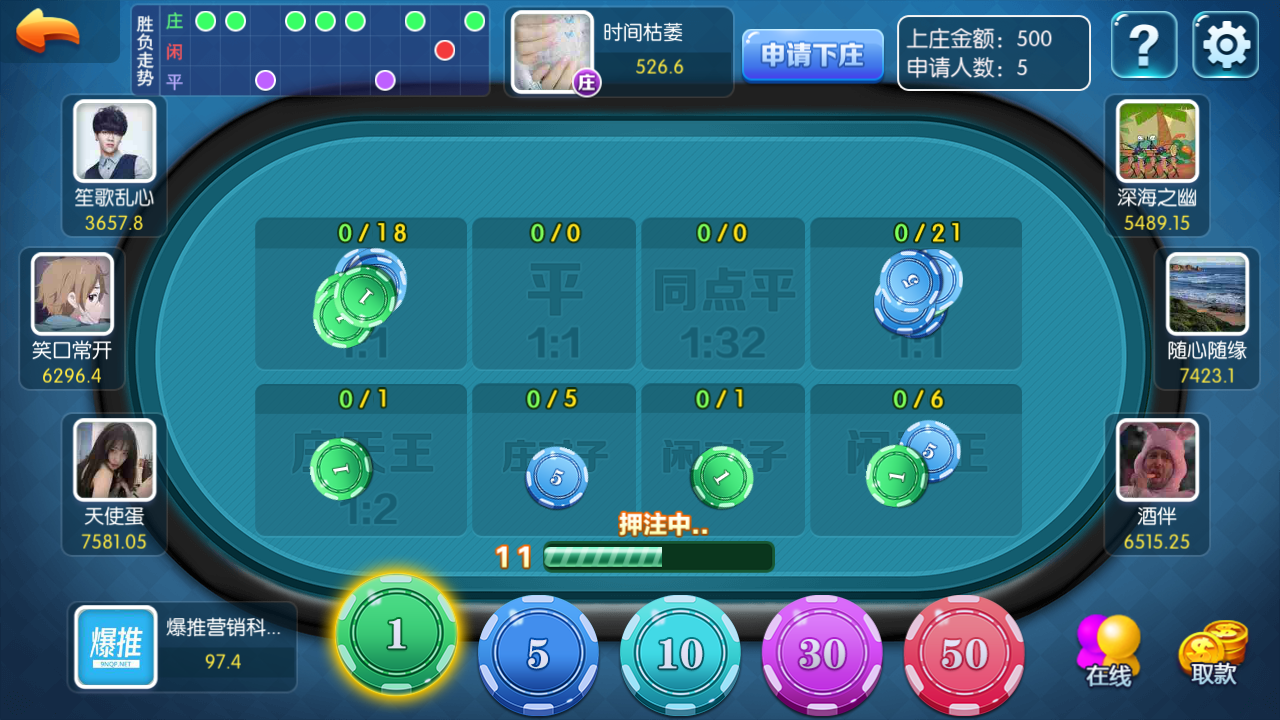 胜负走势
庄
闲
平
时间枯萎
526.6
庄
申请下庄
上庄金额：500
申请人数：5
?
笙歌乱心
3657.8
深海之幽
5489.15
笑口常开
6296.4
随心随缘
7423.1
天使蛋
7581.05
酒伴
6515.25
0/18
0/0
0/0
0/21
平
同点平
1
1
5
1:1
1:1
1:32
1:1
0/1
0/5
0/1
0/6
庄天王
庄对子
闲对子
闲天王
1
5
1
1
5
1:2
押注中..
11
爆推
9NQP.NET
爆推营销科...
97.4
1
5
10
30
50
在线
取款